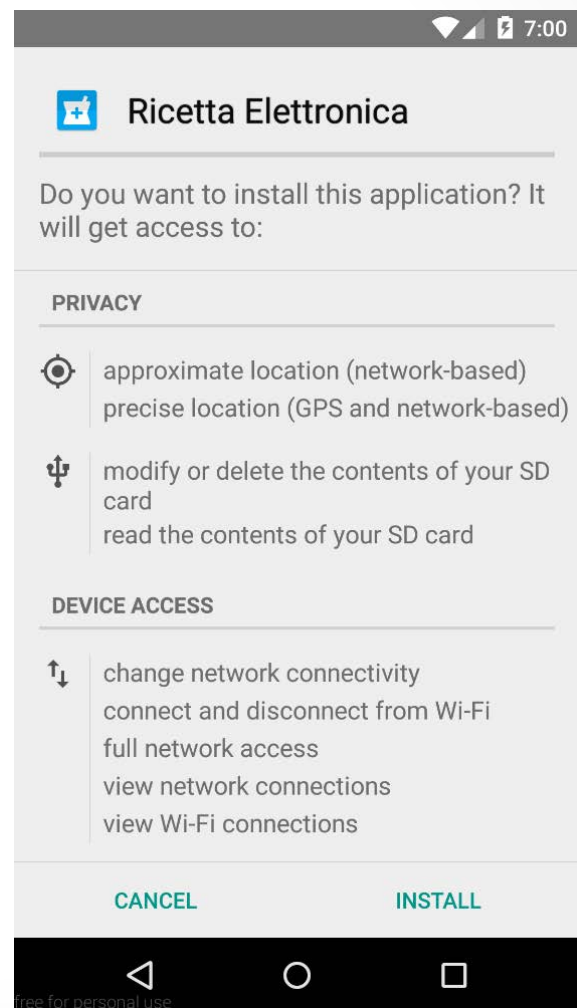 7:00
Ricetta Elettronica
Do you want to install this application? It
will get access to:
PRIVACY
approximate location (network-based)
precise location (GPS and network-based)
modify or delete the contents of your SD
card
read the contents of your SD card
DEVICE ACCESS
change network connectivity
connect and disconnect from Wi-Fi
full network access
view network connections
view Wi-Fi connections
CANCEL INSTALL
free for personal use